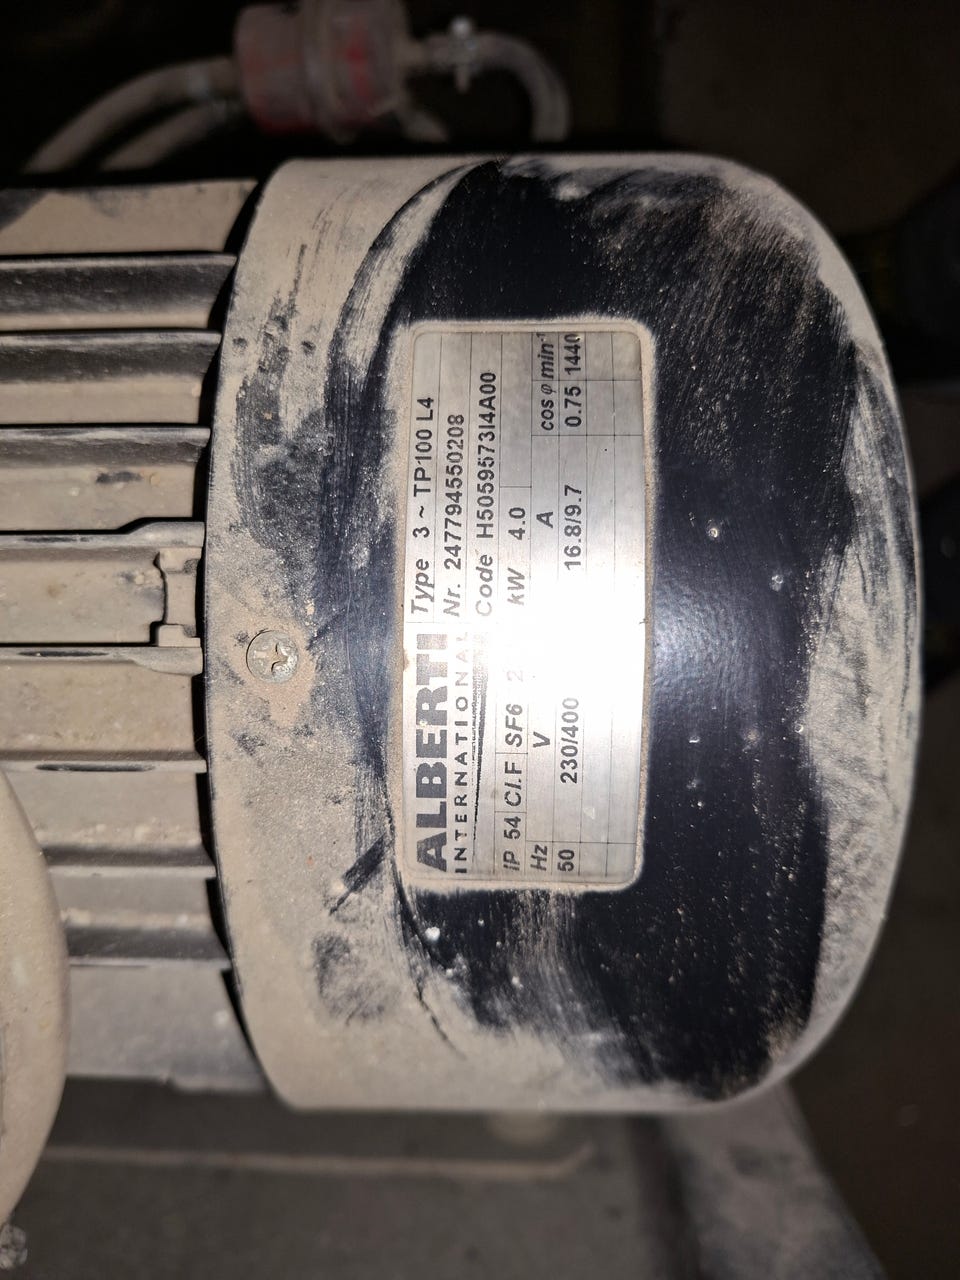 ALBERTI
INTERNATIONAL
Type 3 ~ TP100 L4
Nr. 247794550208
Code H5059573I4A00
IP 54 Cl.F SF6 kW 4.0
Hz V A cos φ min⁻¹
50 230/400 16.8/9.7 0.75 1440